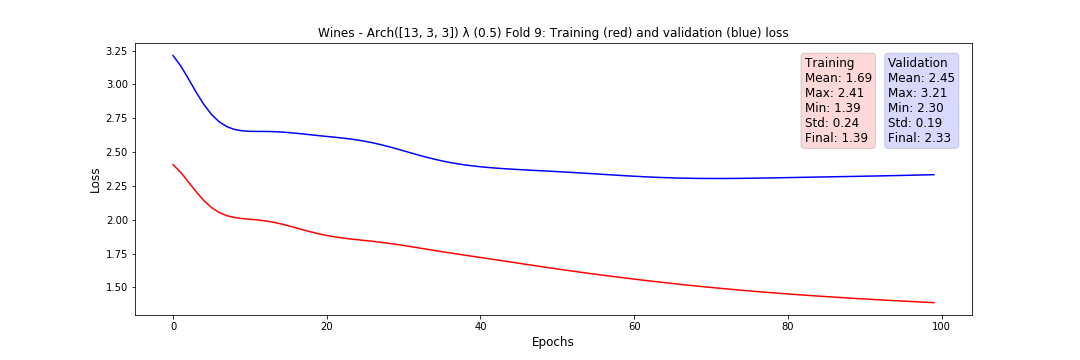 Wines - Arch([13, 3, 3]) λ (0.5) Fold 9: Training (red) and validation (blue) loss
Training
Mean: 1.69
Max: 2.41
Min: 1.39
Std: 0.24
Final: 1.39
Validation
Mean: 2.45
Max: 3.21
Min: 2.30
Std: 0.19
Final: 2.33
Loss
3.25
3.00
2.75
2.50
2.25
2.00
1.75
1.50
0
20
40
60
80
100
Epochs